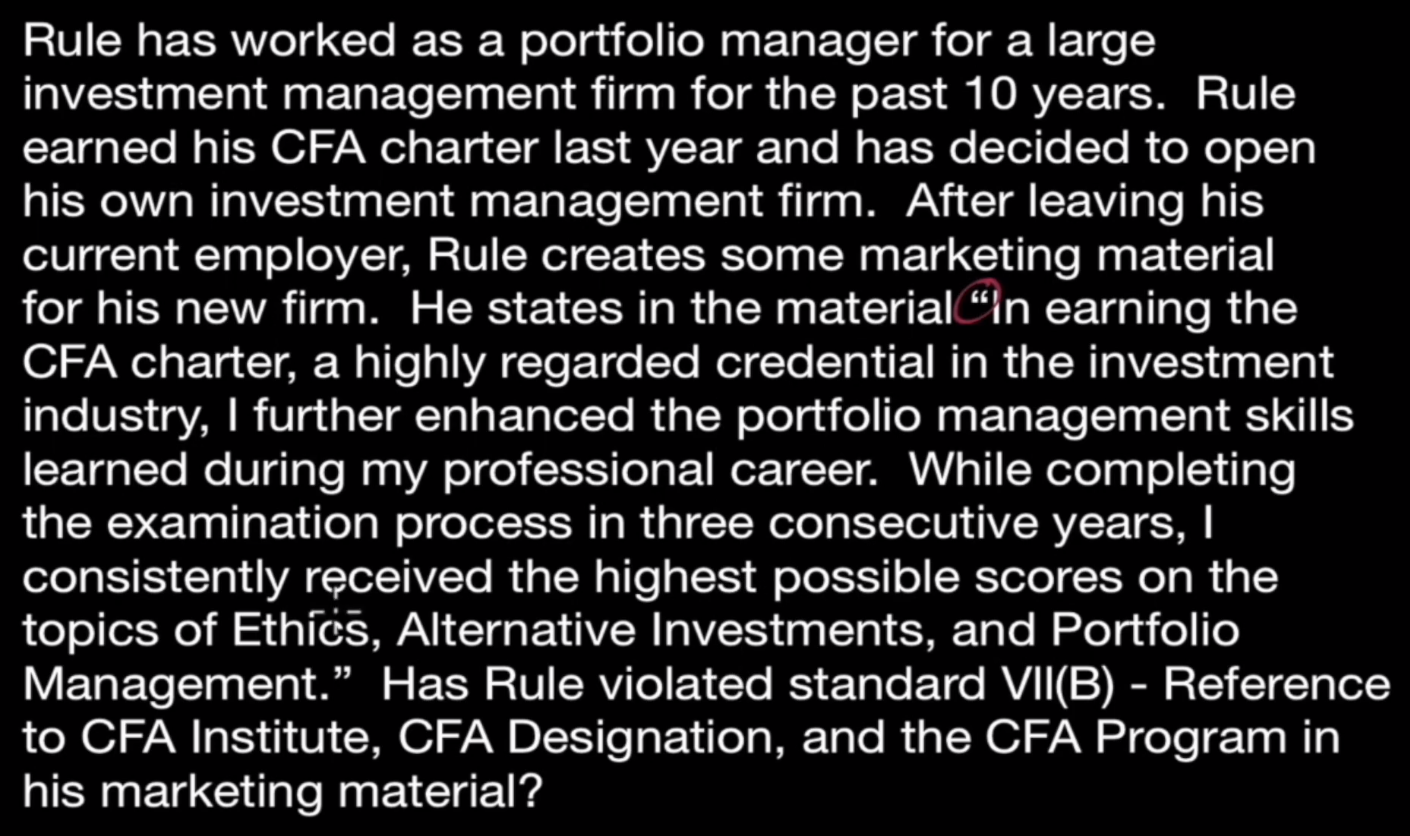 Rule has worked as a portfolio manager for a large
investment management firm for the past 10 years.  Rule
earned his CFA charter last year and has decided to open
his own investment management firm.  After leaving his
current employer, Rule creates some marketing material
for his new firm.  He states in the material “In earning the
CFA charter, a highly regarded credential in the investment
industry, I further enhanced the portfolio management skills
learned during my professional career.  While completing
the examination process in three consecutive years, I
consistently received the highest possible scores on the
topics of Ethics, Alternative Investments, and Portfolio
Management.”  Has Rule violated standard VII(B) - Reference
to CFA Institute, CFA Designation, and the CFA Program in
his marketing material?